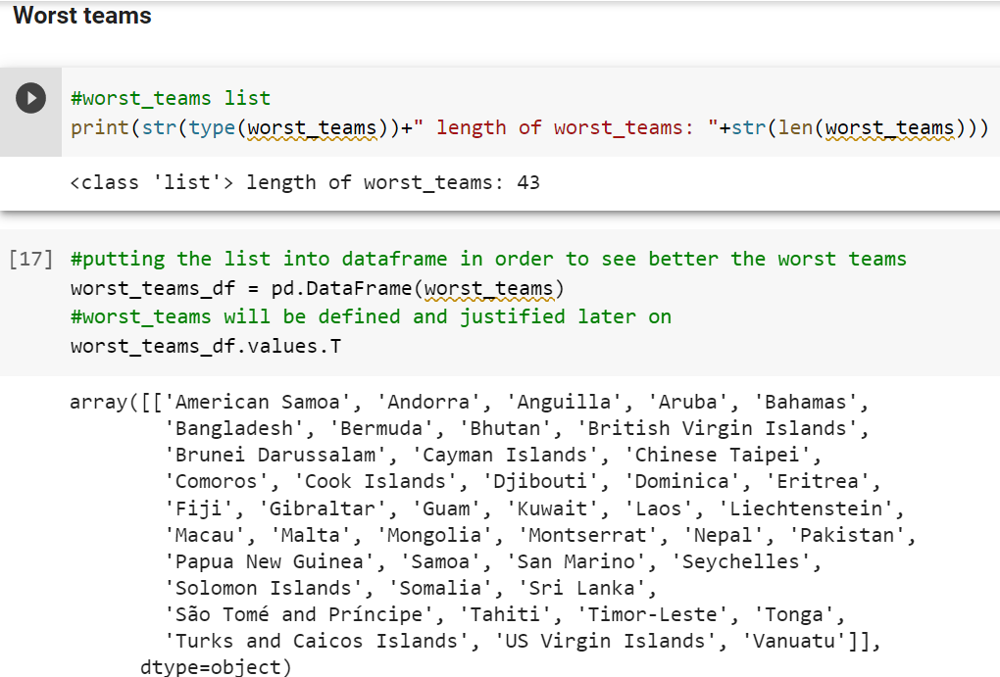 Worst teams
#worst_teams list
print(str(type(worst_teams))+" length of worst_teams: "+str(len(worst_teams)))
<class 'list'> length of worst_teams: 43
[17] #putting the list into dataframe in order to see better the worst teams
worst_teams_df = pd.DataFrame(worst_teams)
#worst_teams will be defined and justified later on
worst_teams_df.values.T
array([['American Samoa', 'Andorra', 'Anguilla', 'Aruba', 'Bahamas',
'Bangladesh', 'Bermuda', 'Bhutan', 'British Virgin Islands',
'Brunei Darussalam', 'Cayman Islands', 'Chinese Taipei',
'Comoros', 'Cook Islands', 'Djibouti', 'Dominica', 'Eritrea',
'Fiji', 'Gibraltar', 'Guam', 'Kuwait', 'Laos', 'Liechtenstein',
'Macau', 'Malta', 'Mongolia', 'Montserrat', 'Nepal', 'Pakistan',
'Papua New Guinea', 'Samoa', 'San Marino', 'Seychelles',
'Solomon Islands', 'Somalia', 'Sri Lanka',
'São Tomé and Príncipe', 'Tahiti', 'Timor-Leste', 'Tonga',
'Turks and Caicos Islands', 'US Virgin Islands', 'Vanuatu']],
dtype=object)